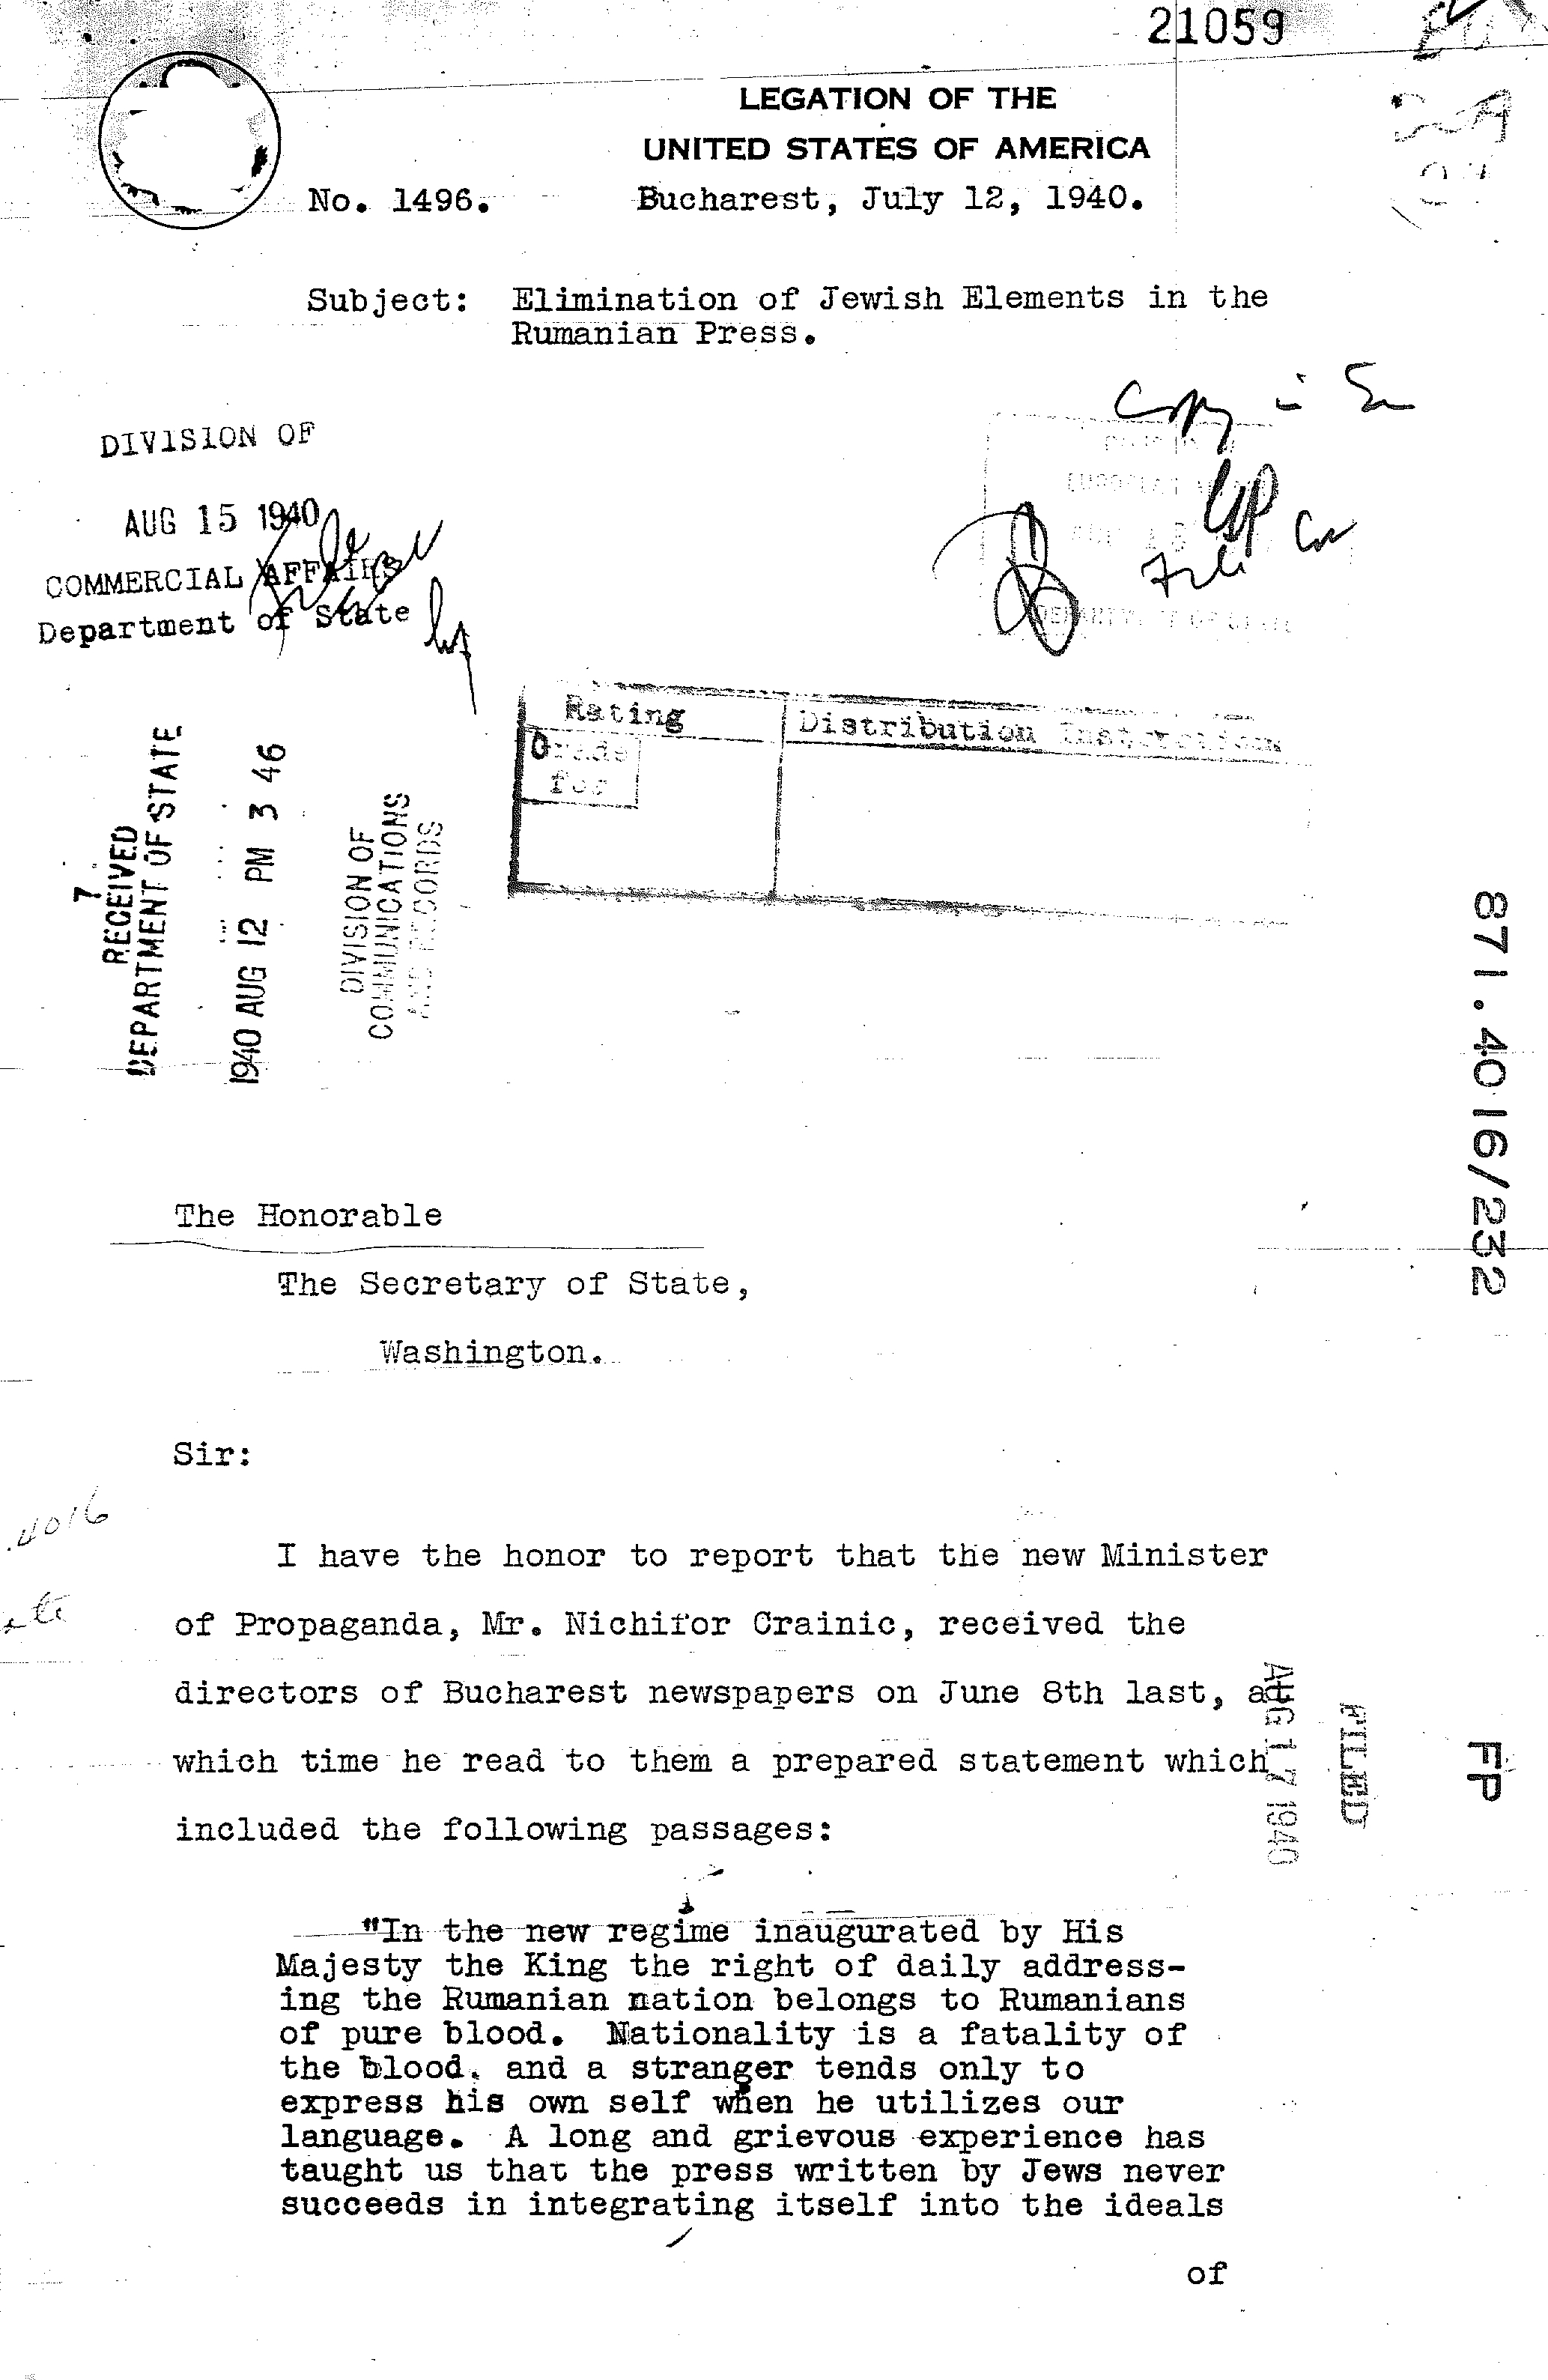 21059
LEGATION OF THE
UNITED STATES OF AMERICA
No. 1496.
Bucharest, July 12, 1940.
Subject: Elimination of Jewish Elements in the
Rumanian Press.
Copy in
DIVISION OF
AUG 15 1940
COMMERCIAL AFFAIRS
Department of State
File
Rating
Distribution Instructions
Grade
for
7
RECEIVED
DEPARTMENT OF STATE
1940 AUG 12 PM 3 46
DIVISION OF
COMMUNICATIONS
AND RECORDS
871.4016/232
The Honorable
The Secretary of State,
Washington.
Sir:
.4016
I have the honor to report that the new Minister
of Propaganda, Mr. Nichifor Crainic, received the
directors of Bucharest newspapers on June 8th last, at
which time he read to them a prepared statement which
included the following passages:
AUG 17 1940
FILED
FP
"In the new regime inaugurated by His
Majesty the King the right of daily address-
ing the Rumanian nation belongs to Rumanians
of pure blood. Nationality is a fatality of
the blood, and a stranger tends only to
express his own self when he utilizes our
language. A long and grievous experience has
taught us that the press written by Jews never
succeeds in integrating itself into the ideals
of